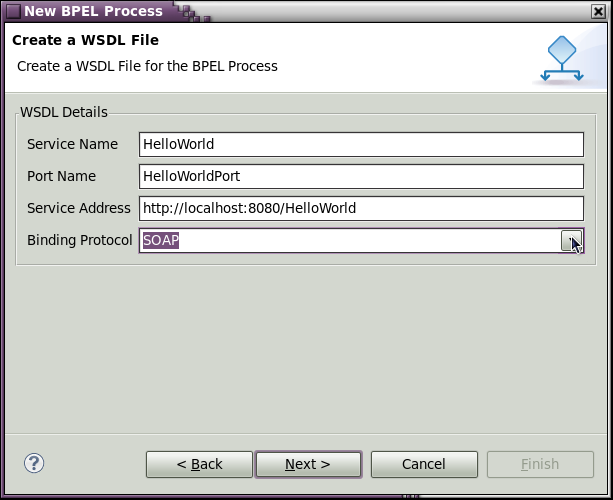 New BPEL Process
Create a WSDL File
Create a WSDL File for the BPEL Process
WSDL Details
Service Name HelloWorld
Port Name HelloWorldPort
Service Address http://localhost:8080/HelloWorld
Binding Protocol SOAP
? < Back Next > Cancel Finish